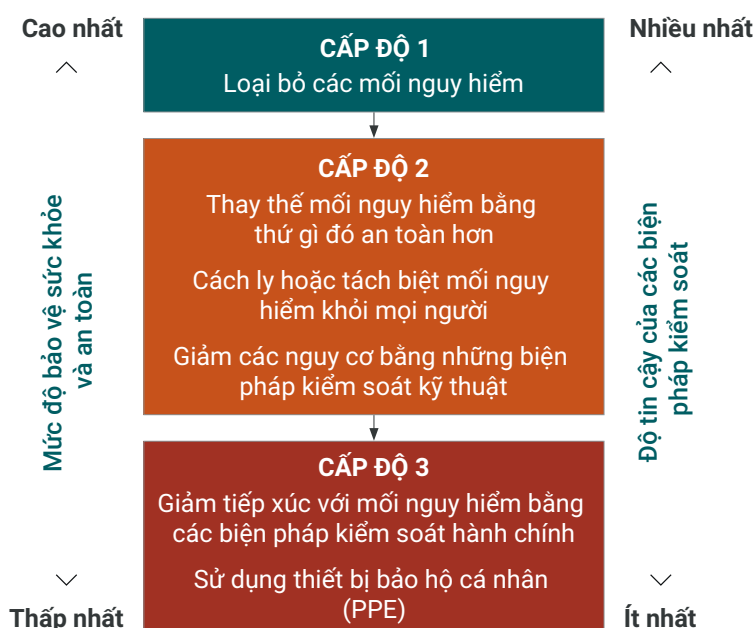 Cao nhất
Nhiều nhất
CẤP ĐỘ 1
Loại bỏ các mối nguy hiểm
CẤP ĐỘ 2
Thay thế mối nguy hiểm bằng
thứ gì đó an toàn hơn
Cách ly hoặc tách biệt mối nguy
hiểm khỏi mọi người
Giảm các nguy cơ bằng những biện
pháp kiểm soát kỹ thuật
Mức độ bảo vệ sức khỏe
và an toàn
Độ tin cậy của các biện
pháp kiểm soát
CẤP ĐỘ 3
Giảm tiếp xúc với mối nguy hiểm bằng
các biện pháp kiểm soát hành chính
Sử dụng thiết bị bảo hộ cá nhân
(PPE)
Thấp nhất
Ít nhất